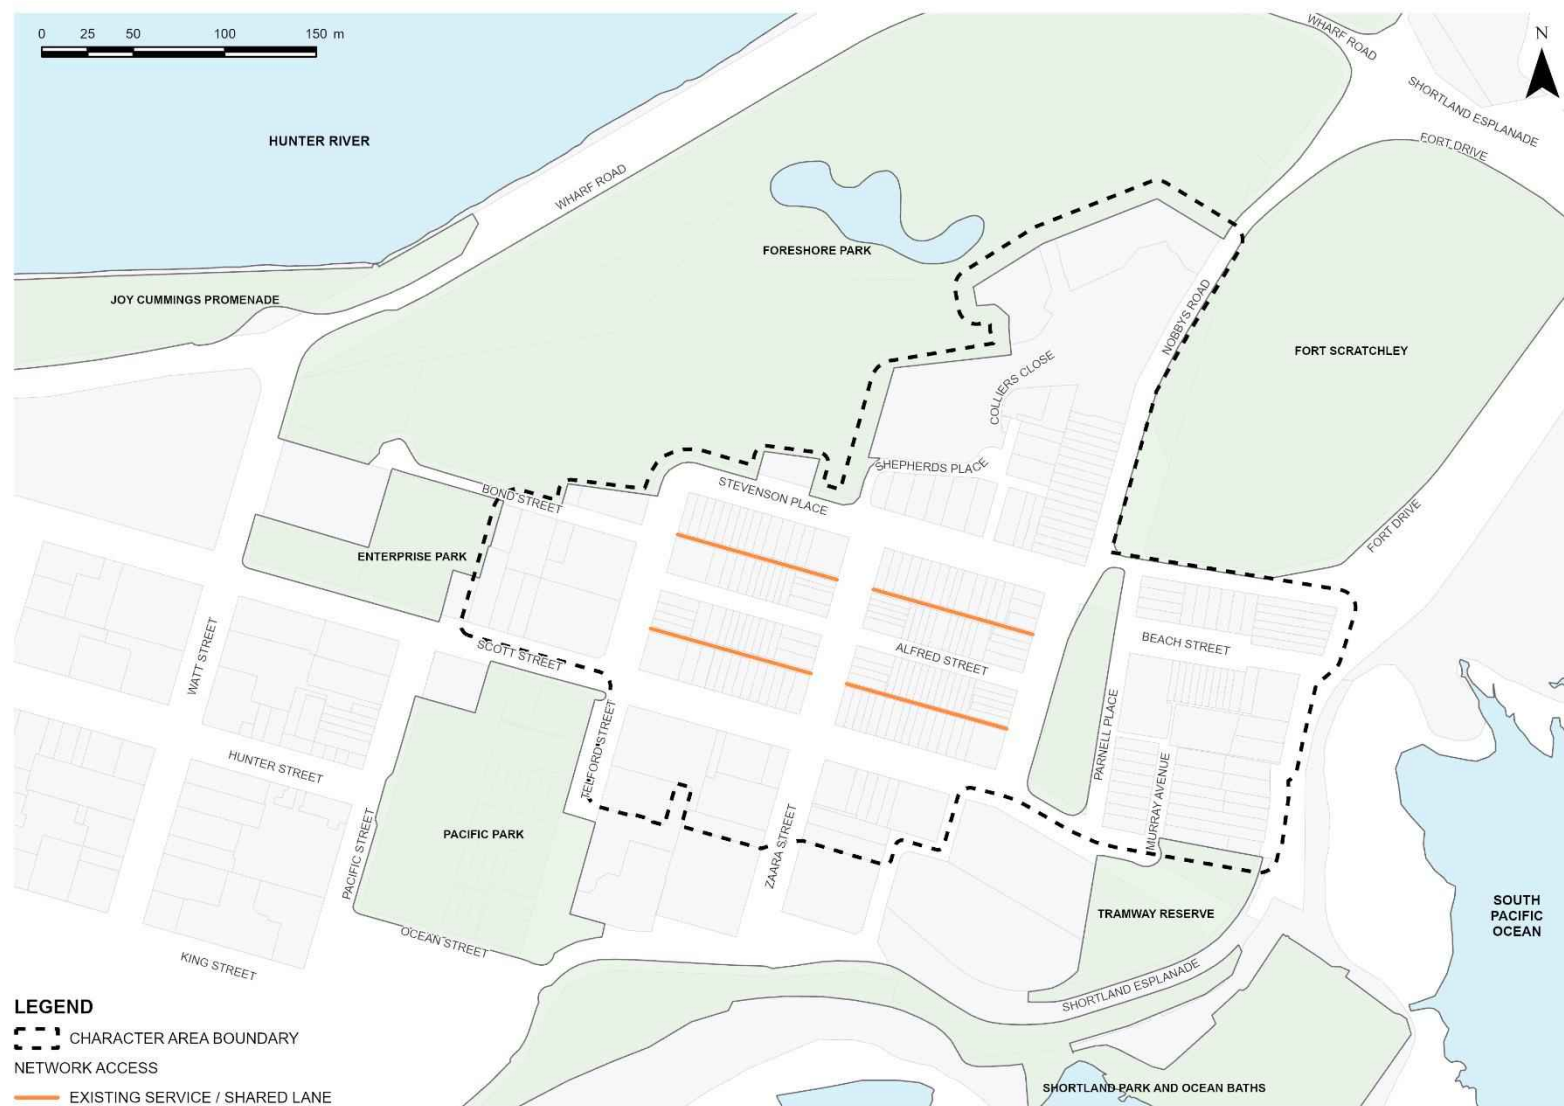 0 25 50 100 150 m
N
WHARF ROAD
SHORTLAND ESPLANADE
FORT DRIVE
HUNTER RIVER
WHARF ROAD
FORESHORE PARK
JOY CUMMINGS PROMENADE
NOBBYS ROAD
FORT SCRATCHLEY
COLLIERS CLOSE
SHEPHERDS PLACE
STEVENSON PLACE
BOND STREET
FORT DRIVE
ENTERPRISE PARK
WATT STREET
SCOTT STREET
ALFRED STREET
BEACH STREET
PARNELL PLACE
TELFORD STREET
HUNTER STREET
MURRAY AVENUE
PACIFIC STREET
PACIFIC PARK
ZAARA STREET
TRAMWAY RESERVE
SOUTH
PACIFIC
OCEAN
OCEAN STREET
KING STREET
SHORTLAND ESPLANADE
SHORTLAND PARK AND OCEAN BATHS
LEGEND
CHARACTER AREA BOUNDARY
NETWORK ACCESS
EXISTING SERVICE / SHARED LANE